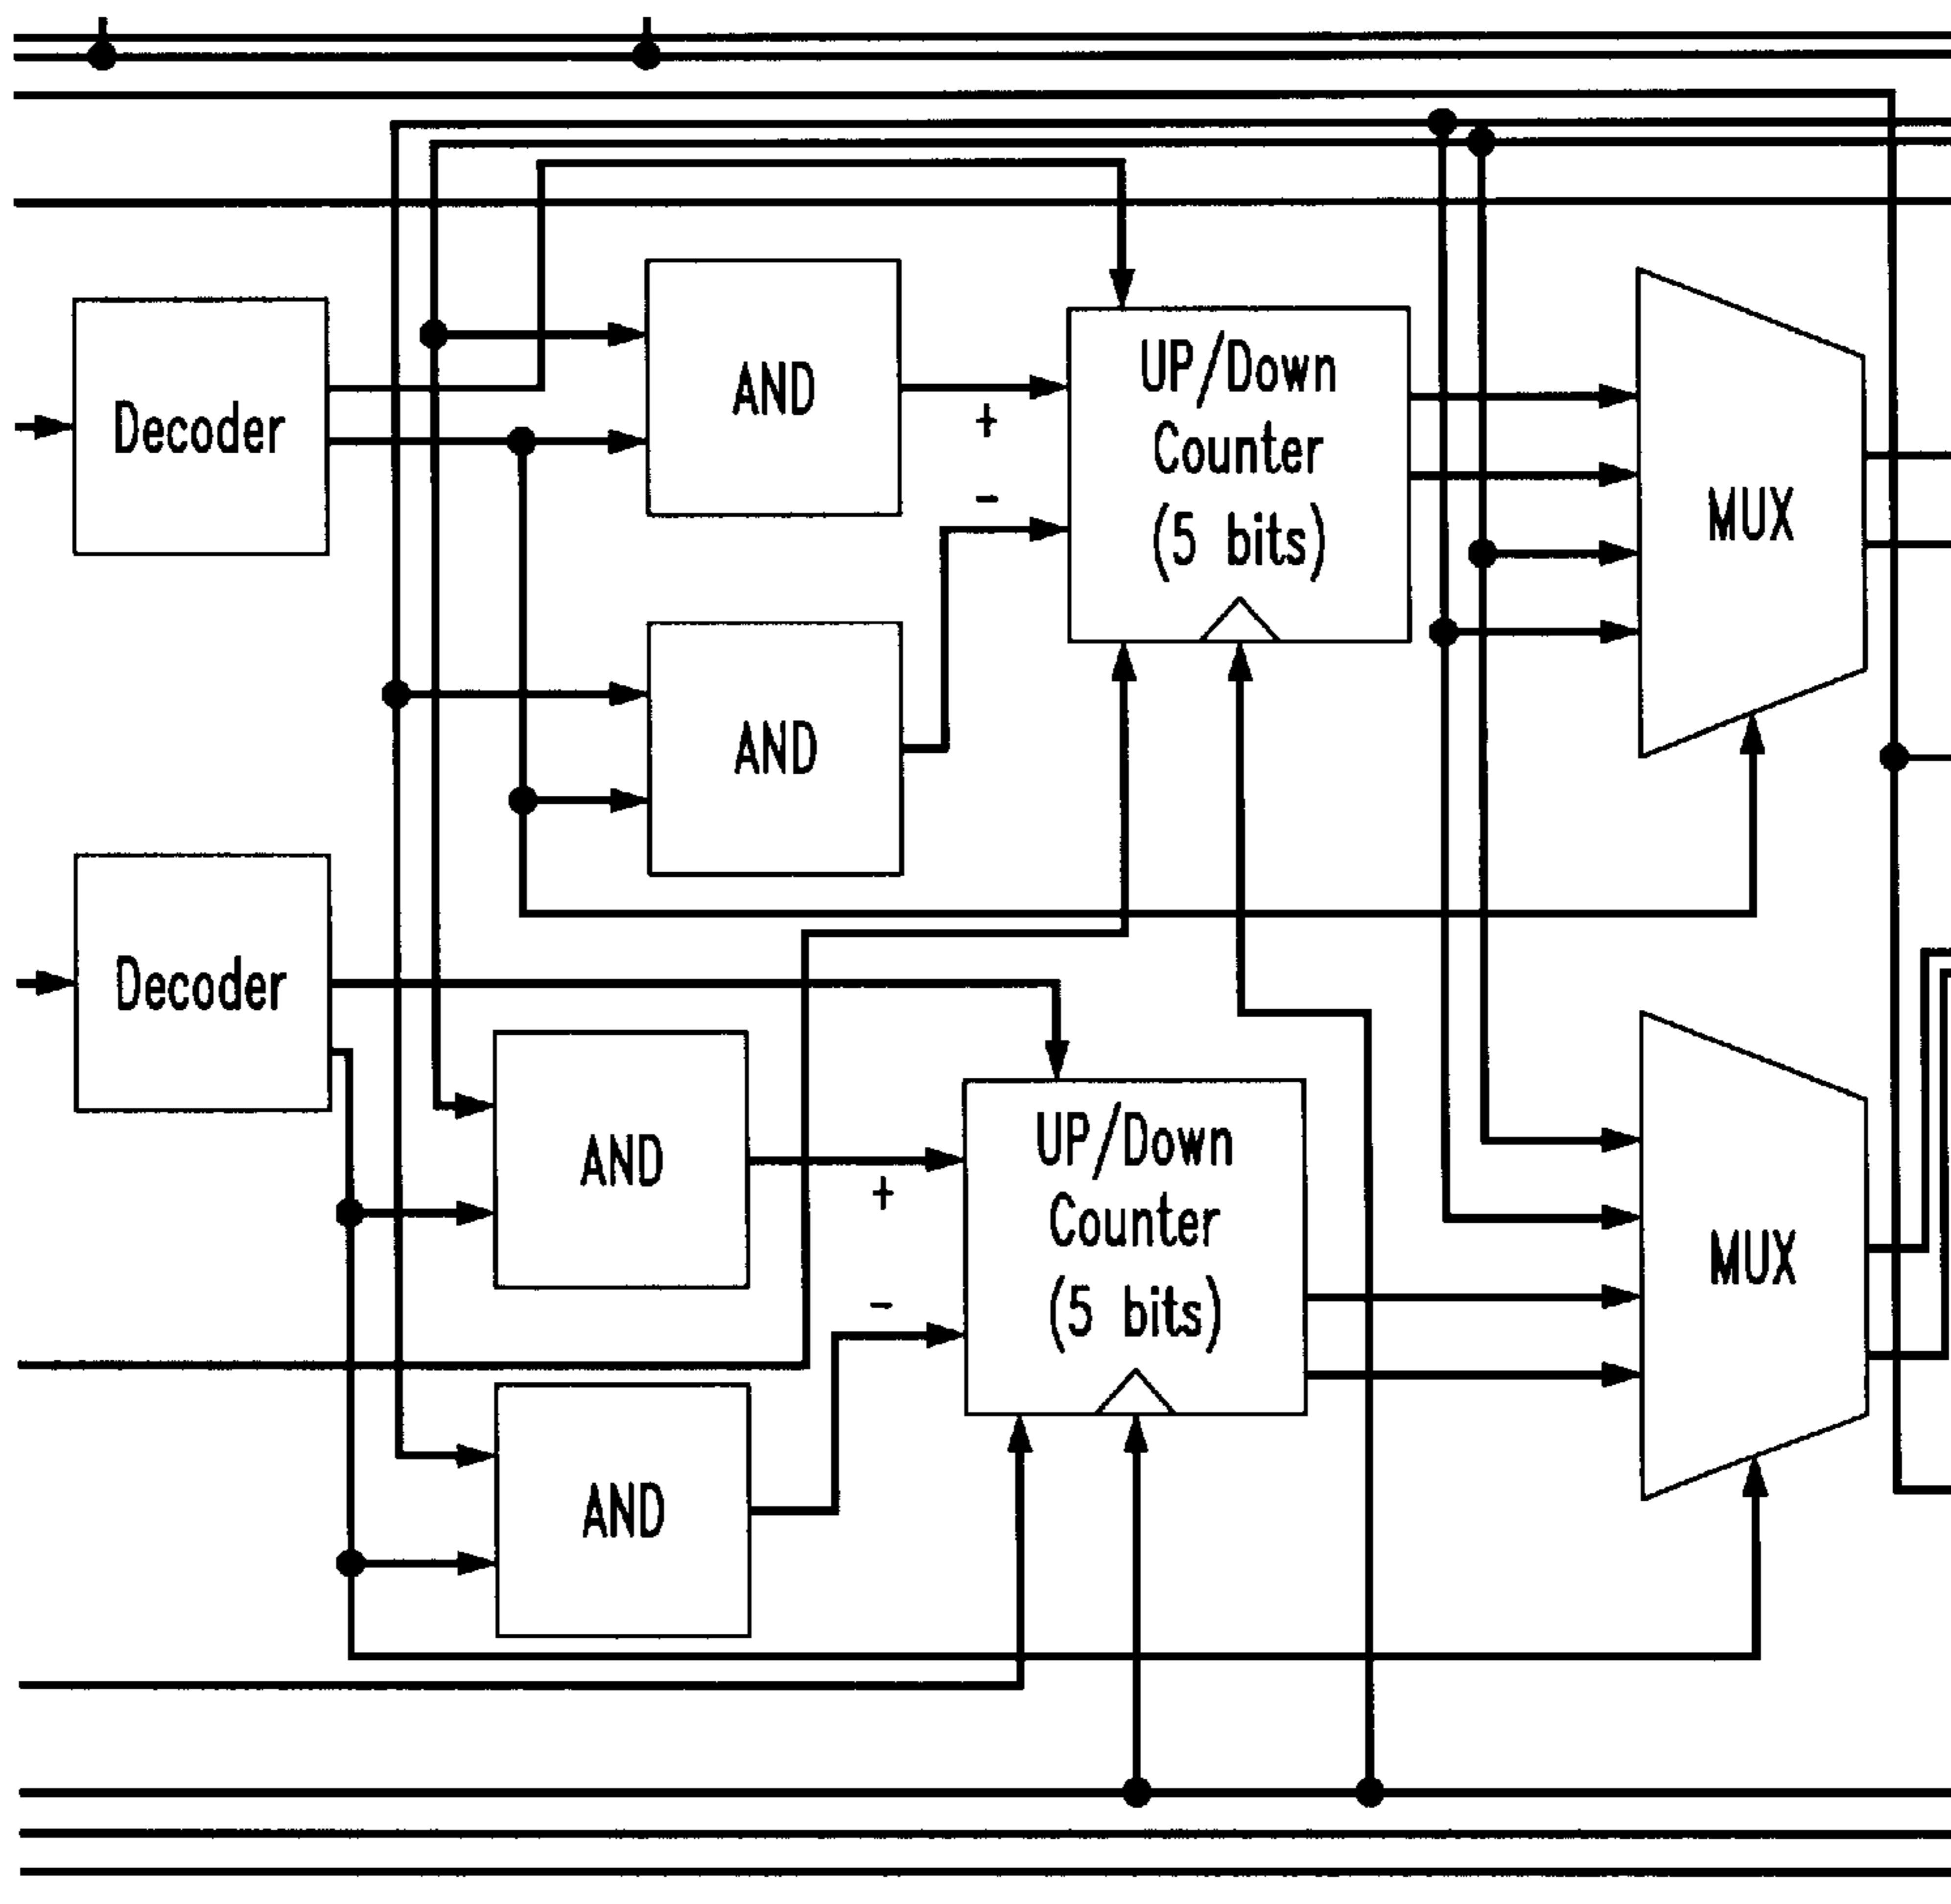 Decoder
AND
+
-
UP/Down
Counter
(5 bits)
MUX
AND
Decoder
AND
+
-
UP/Down
Counter
(5 bits)
MUX
AND